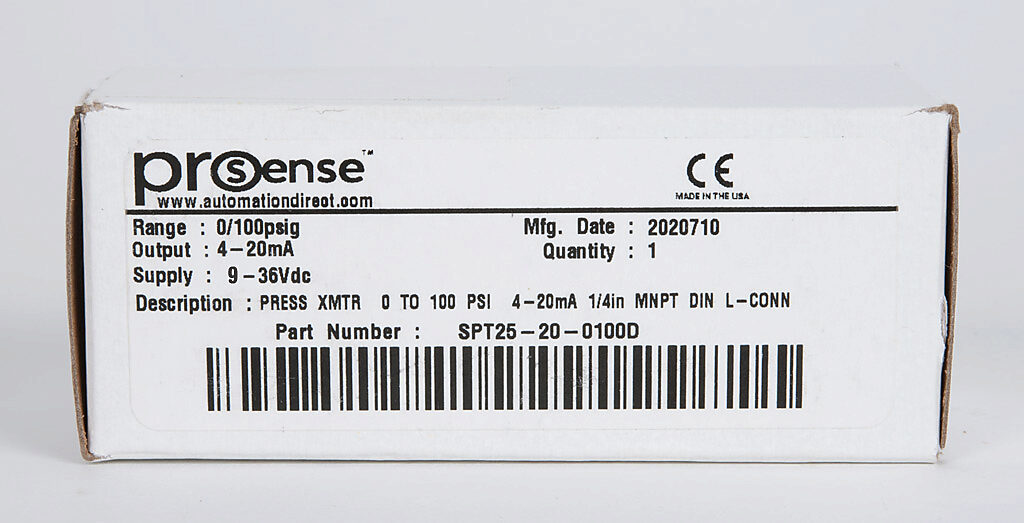 prosense™
www.automationdirect.com
CE
MADE IN THE USA
Range : 0/100psig
Mfg. Date : 2020710
Output : 4-20mA
Quantity : 1
Supply : 9-36Vdc
Description : PRESS XMTR 0 TO 100 PSI 4-20mA 1/4in MNPT DIN L-CONN
Part Number : SPT25-20-0100D